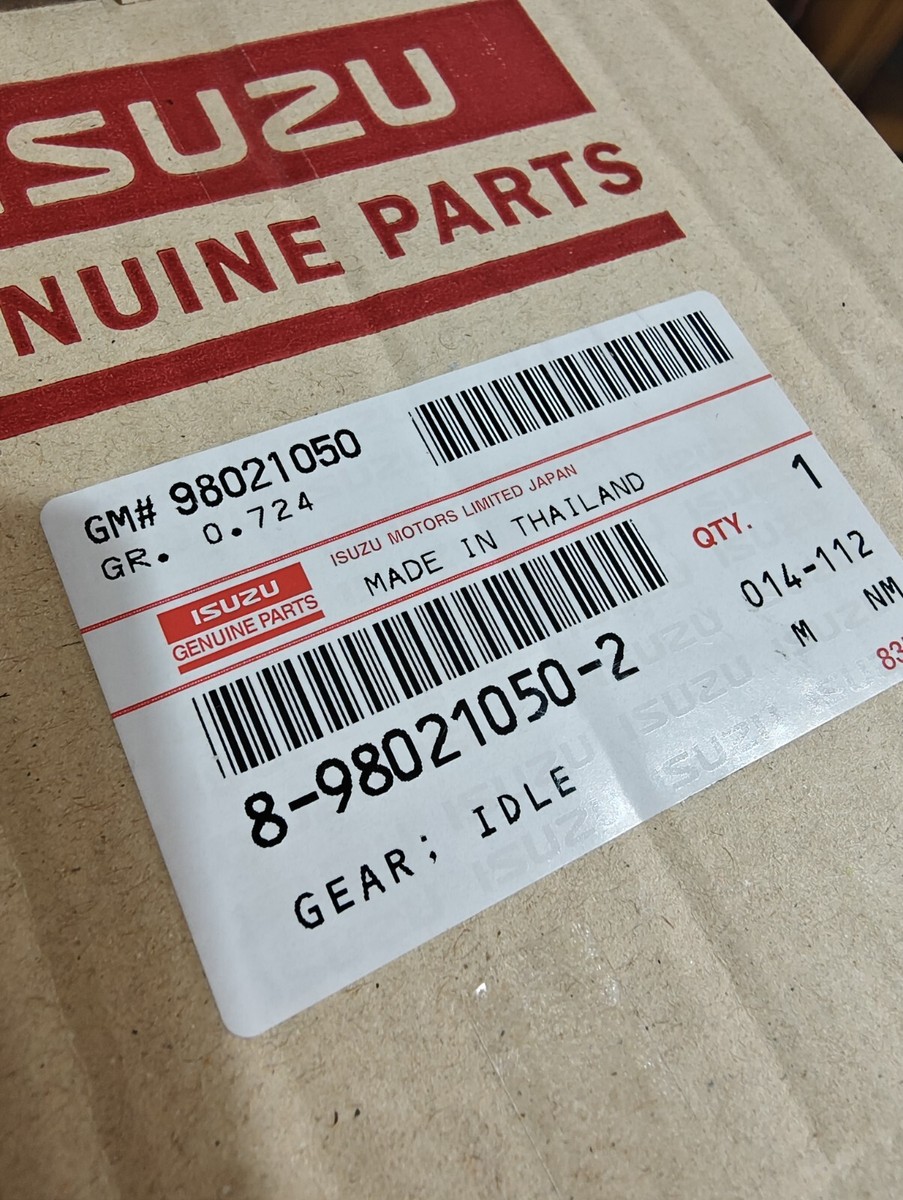 ISUZU
NUINE PARTS
GM# 98021050
GR. 0.724
ISUZU MOTORS LIMITED JAPAN
MADE IN THAILAND
ISUZU
GENUINE PARTS
QTY.
1
014-112
M NM
8-98021050-2
GEAR; IDLE